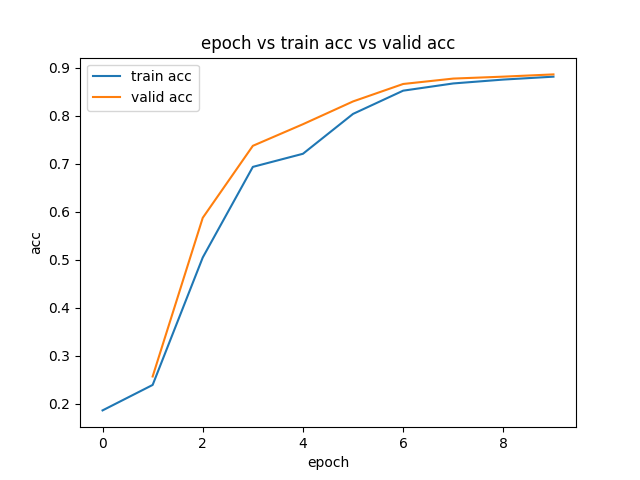 epoch vs train acc vs valid acc
train acc
valid acc
0.9
0.8
0.7
0.6
0.5
0.4
0.3
0.2
acc
0 2 4 6 8
epoch